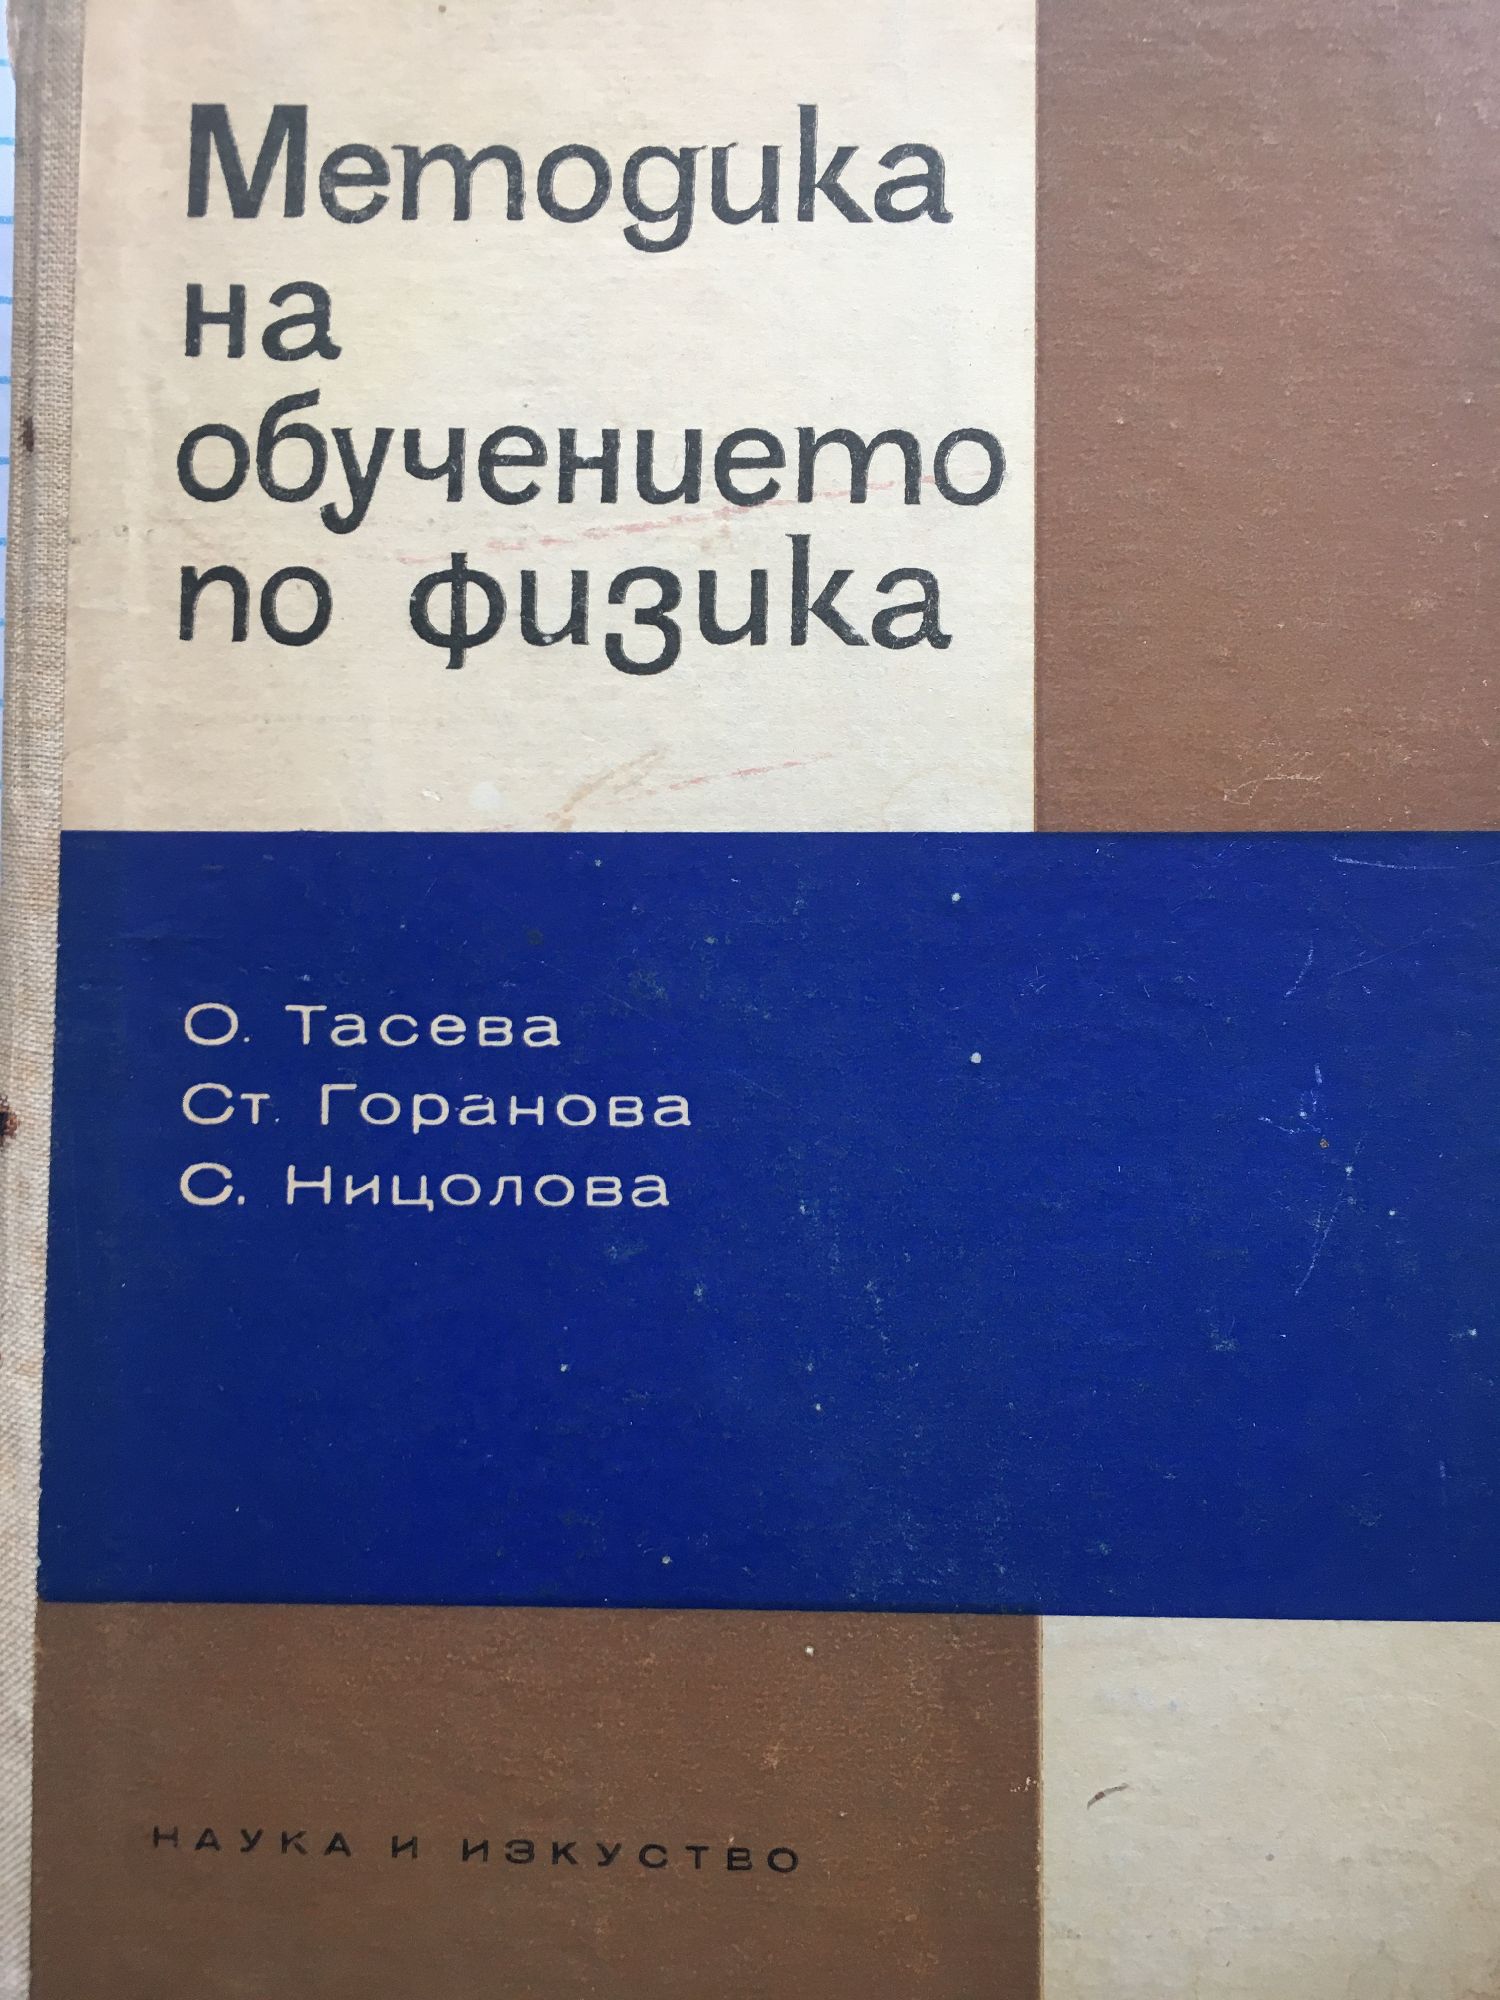 Методика
на
обучението
по физика
О. Тасева
Ст. Горанова
С. Ницолова
НАУКА И ИЗКУСТВО